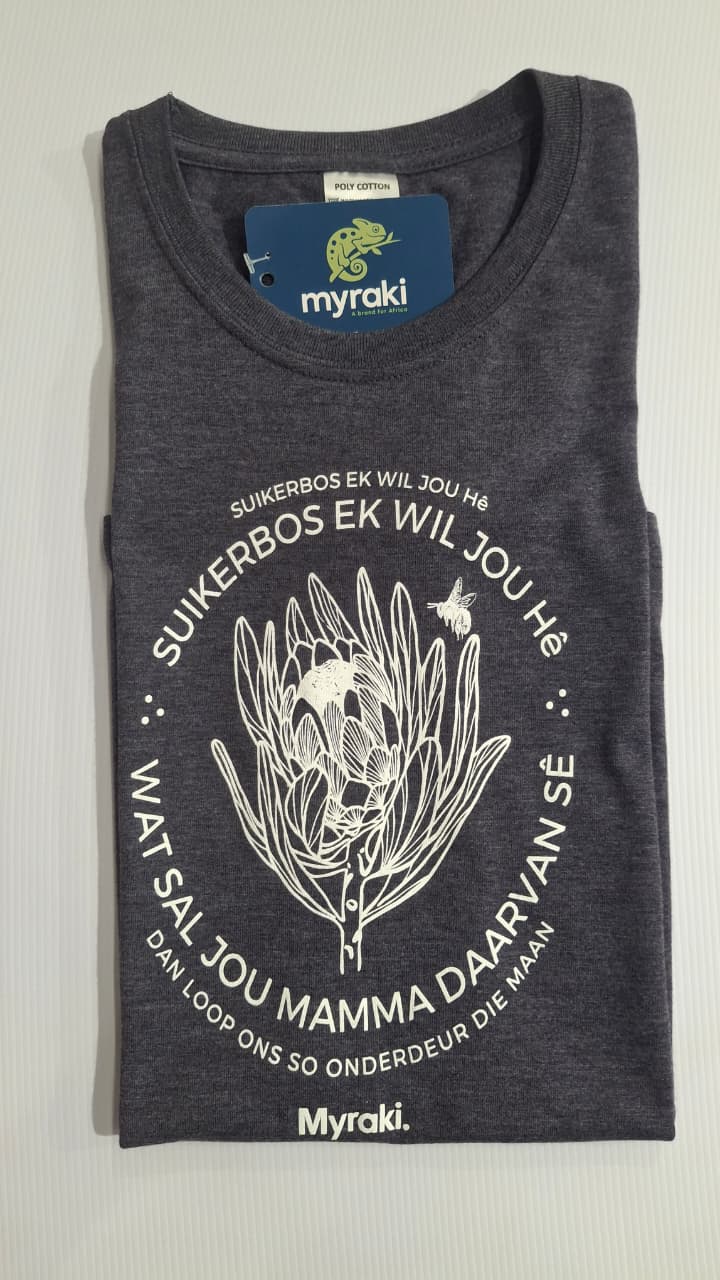 POLY COTTON
myraki
A brand for Africa
SUIKERBOS EK WIL JOU Hê
SUIKERBOS EK WIL JOU Hê
WAT SAL JOU MAMMA DAARVAN SÊ
DAN LOOP ONS SO ONDERDEUR DIE MAAN
Myraki.